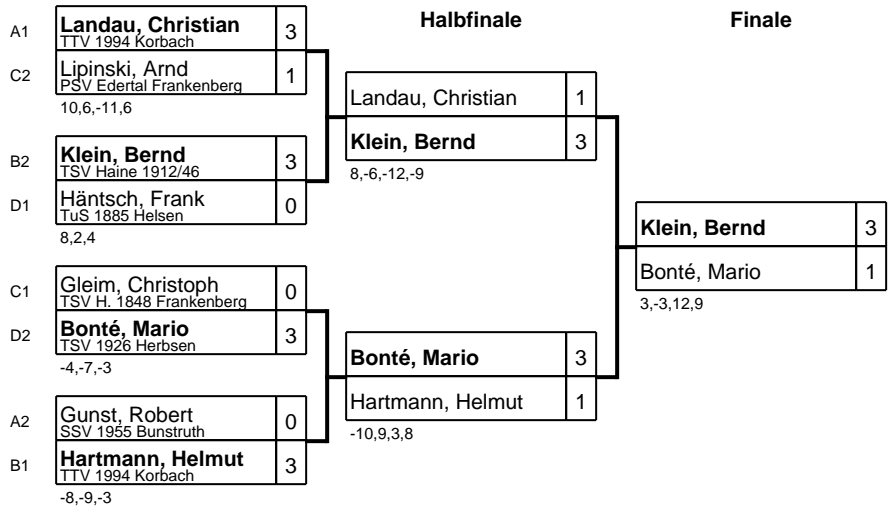 Halbfinale
Finale
A1 Landau, Christian 3
TTV 1994 Korbach
C2 Lipinski, Arnd 1
PSV Edertal Frankenberg
10,6,-11,6
B2 Klein, Bernd 3
TSV Haine 1912/46
D1 Häntsch, Frank 0
TuS 1885 Helsen
8,2,4
C1 Gleim, Christoph 0
TSV H. 1848 Frankenberg
D2 Bonté, Mario 3
TSV 1926 Herbsen
-4,-7,-3
A2 Gunst, Robert 0
SSV 1955 Bunstruth
B1 Hartmann, Helmut 3
TTV 1994 Korbach
-8,-9,-3
Landau, Christian 1
Klein, Bernd 3
8,-6,-12,-9
Bonté, Mario 3
Hartmann, Helmut 1
-10,9,3,8
Klein, Bernd 3
Bonté, Mario 1
3,-3,12,9